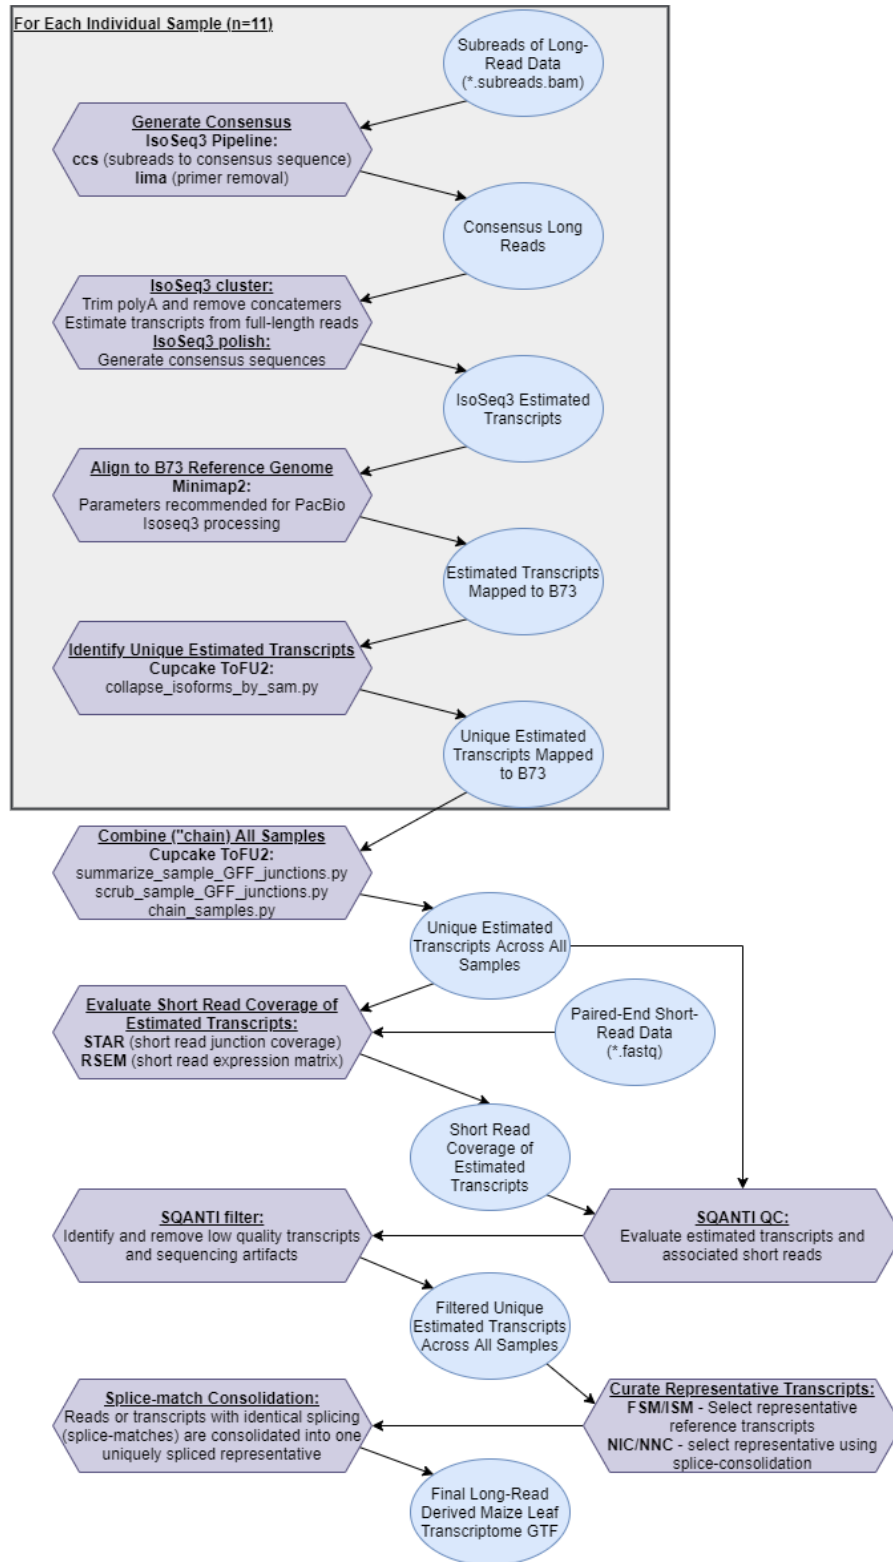 For Each Individual Sample (n=11)
Subreads of Long-
Read Data
(*.subreads.bam)
Generate Consensus
IsoSeq3 Pipeline:
ccs (subreads to consensus sequence)
lima (primer removal)
Consensus Long
Reads
IsoSeq3 cluster:
Trim polyA and remove concatemers
Estimate transcripts from full-length reads
IsoSeq3 polish:
Generate consensus sequences
IsoSeq3 Estimated
Transcripts
Align to B73 Reference Genome
Minimap2:
Parameters recommended for PacBio
Isoseq3 processing
Estimated Transcripts
Mapped to B73
Identify Unique Estimated Transcripts
Cupcake ToFU2:
collapse_isoforms_by_sam.py
Unique Estimated
Transcripts Mapped
to B73
Combine ("chain) All Samples
Cupcake ToFU2:
summarize_sample_GFF_junctions.py
scrub_sample_GFF_junctions.py
chain_samples.py
Unique Estimated
Transcripts Across All
Samples
Evaluate Short Read Coverage of
Estimated Transcripts:
STAR (short read junction coverage)
RSEM (short read expression matrix)
Paired-End Short-
Read Data
(*.fastq)
Short Read
Coverage of
Estimated
Transcripts
SQANTI QC:
Evaluate estimated transcripts and
associated short reads
SQANTI filter:
Identify and remove low quality transcripts
and sequencing artifacts
Filtered Unique
Estimated Transcripts
Across All Samples
Curate Representative Transcripts:
FSM/ISM - Select representative
reference transcripts
NIC/NNC - select representative using
splice-consolidation
Splice-match Consolidation:
Reads or transcripts with identical splicing
(splice-matches) are consolidated into one
uniquely spliced representative
Final Long-Read
Derived Maize Leaf
Transcriptome GTF